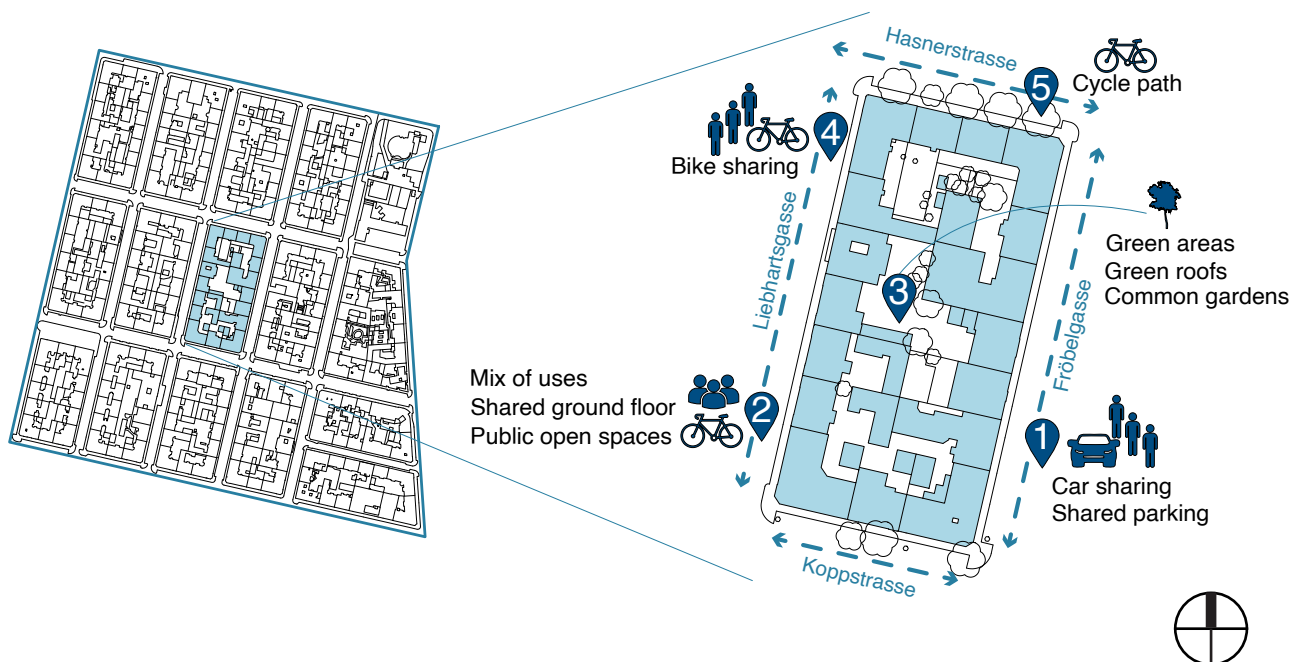 Hasnerstrasse
5
Cycle path
4
Bike sharing
Liebhartsgasse
Green areas
Green roofs
Common gardens
3
Fröbelgasse
Mix of uses
Shared ground floor
Public open spaces
2
1
Car sharing
Shared parking
Koppstrasse